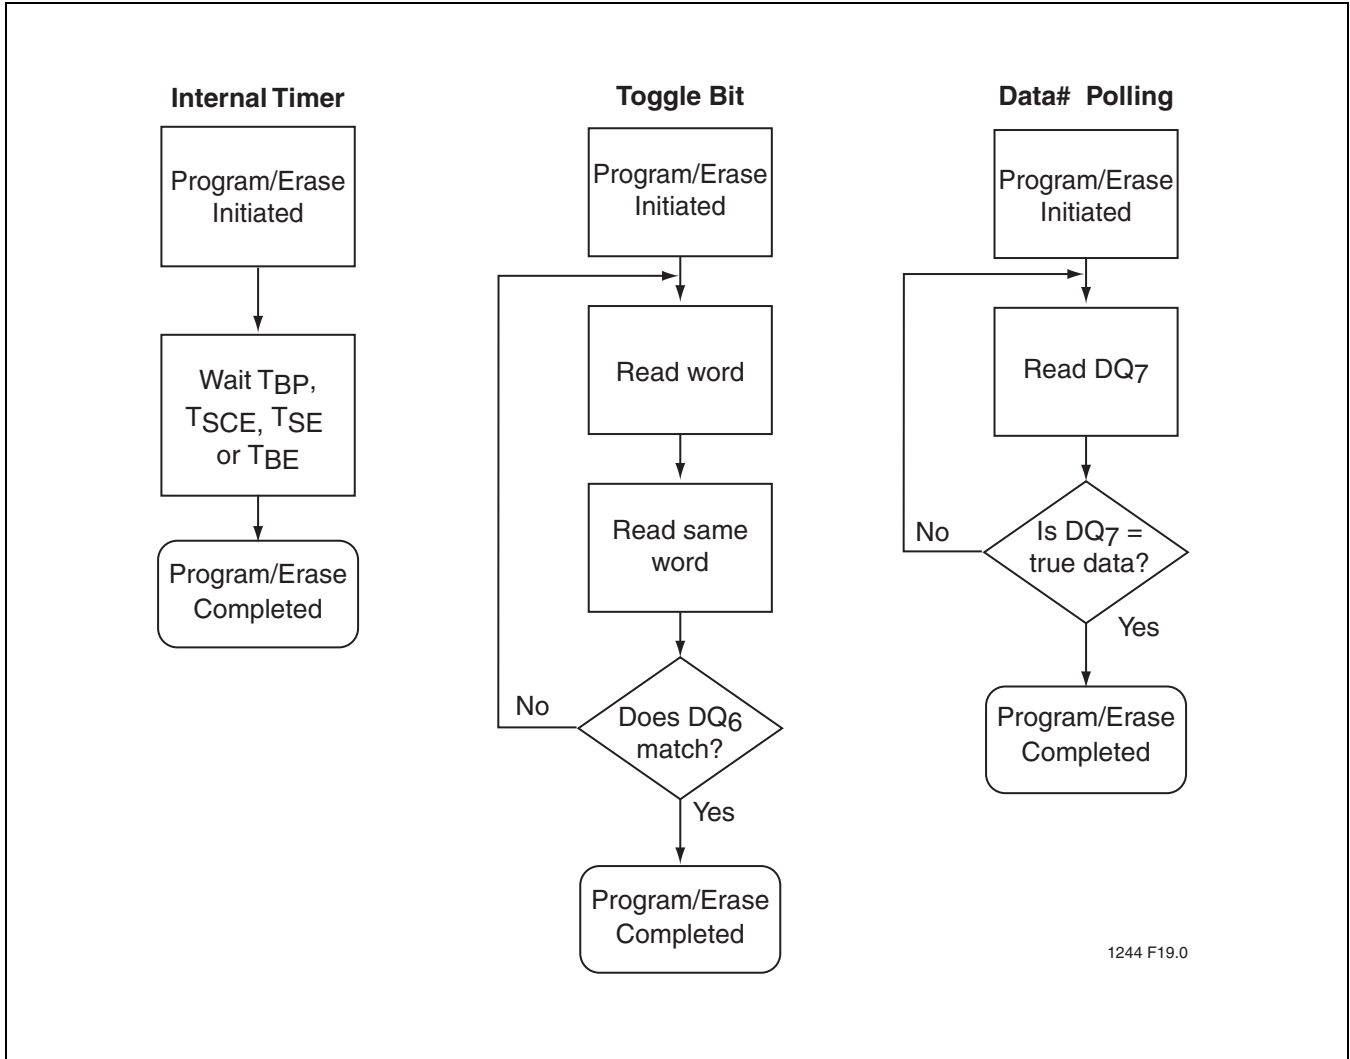 Internal Timer
Program/Erase
Initiated
Wait TBP,
TSCE, TSE
or TBE
Program/Erase
Completed
Toggle Bit
Program/Erase
Initiated
Read word
Read same
word
Does DQ6
match?
No
Yes
Program/Erase
Completed
Data# Polling
Program/Erase
Initiated
Read DQ7
Is DQ7 =
true data?
No
Yes
Program/Erase
Completed
1244 F19.0